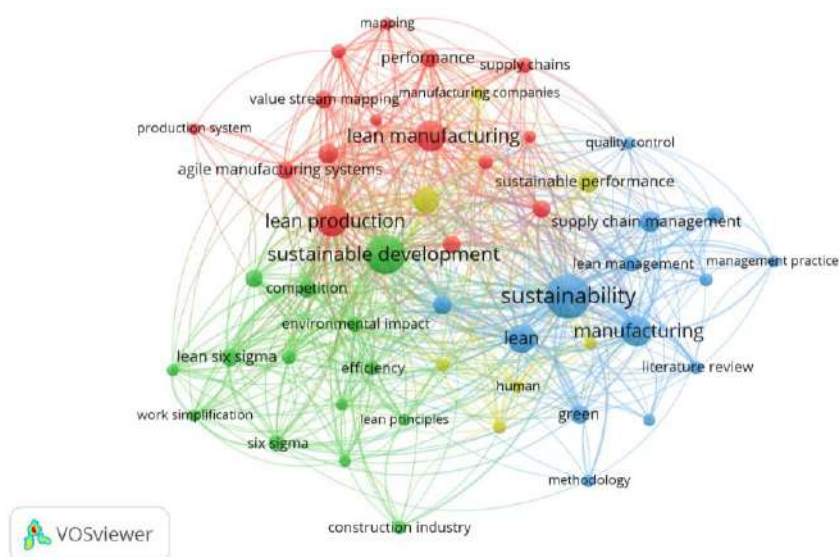 mapping
performance
supply chains
manufacturing companies
value stream mapping
production system
lean manufacturing
quality control
agile manufacturing systems
sustainable performance
lean production
supply chain management
sustainable development
lean management
management practice
competition
sustainability
environmental impact
lean
manufacturing
lean six sigma
efficiency
literature review
human
work simplification
lean principles
green
six sigma
methodology
construction industry
VOSviewer